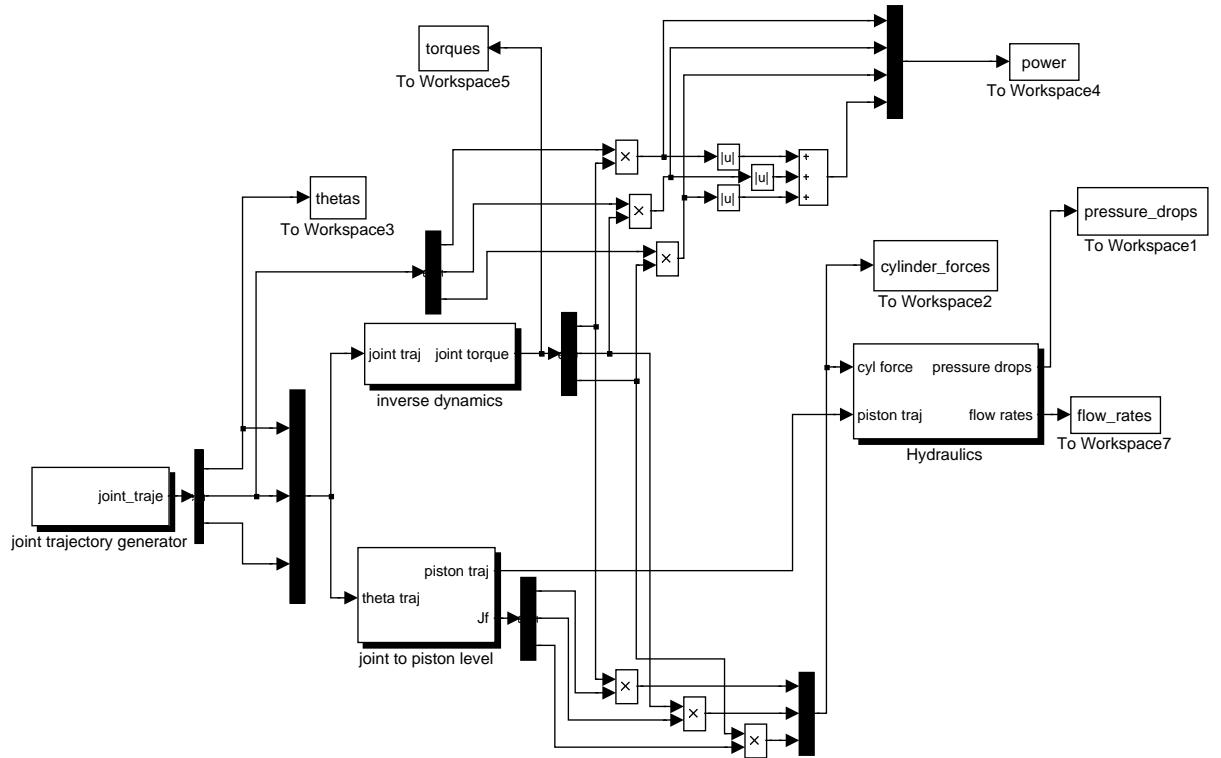 torques
To Workspace5
power
To Workspace4
×
|u|
+
|u|
+
|u|
+
×
×
thetas
To Workspace3
pressure_drops
To Workspace1
cylinder_forces
To Workspace2
joint traj
joint torque
inverse dynamics
cyl force
pressure drops
piston traj
flow rates
Hydraulics
flow_rates
To Workspace7
joint_traje
joint trajectory generator
piston traj
theta traj
Jf
joint to piston level
×
×
×